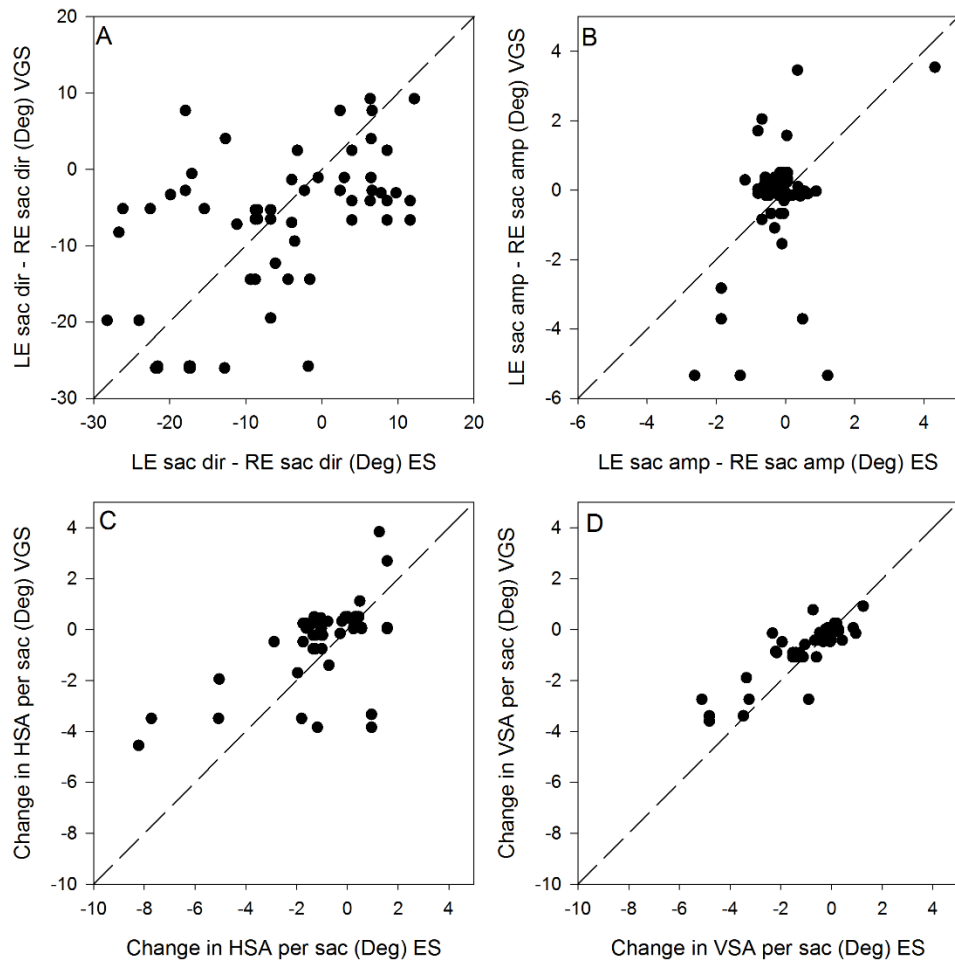 A
LE sac dir - RE sac dir (Deg) VGS
20
10
0
-10
-20
-30
-30 -20 -10 0 10 20
LE sac dir - RE sac dir (Deg) ES
B
LE sac amp - RE sac amp (Deg) VGS
4
2
0
-2
-4
-6
-6 -4 -2 0 2 4
LE sac amp - RE sac amp (Deg) ES
C
Change in HSA per sac (Deg) VGS
4
2
0
-2
-4
-6
-8
-10
-10 -8 -6 -4 -2 0 2 4
Change in HSA per sac (Deg) ES
D
Change in VSA per sac (Deg) VGS
4
2
0
-2
-4
-6
-8
-10
-10 -8 -6 -4 -2 0 2 4
Change in VSA per sac (Deg) ES